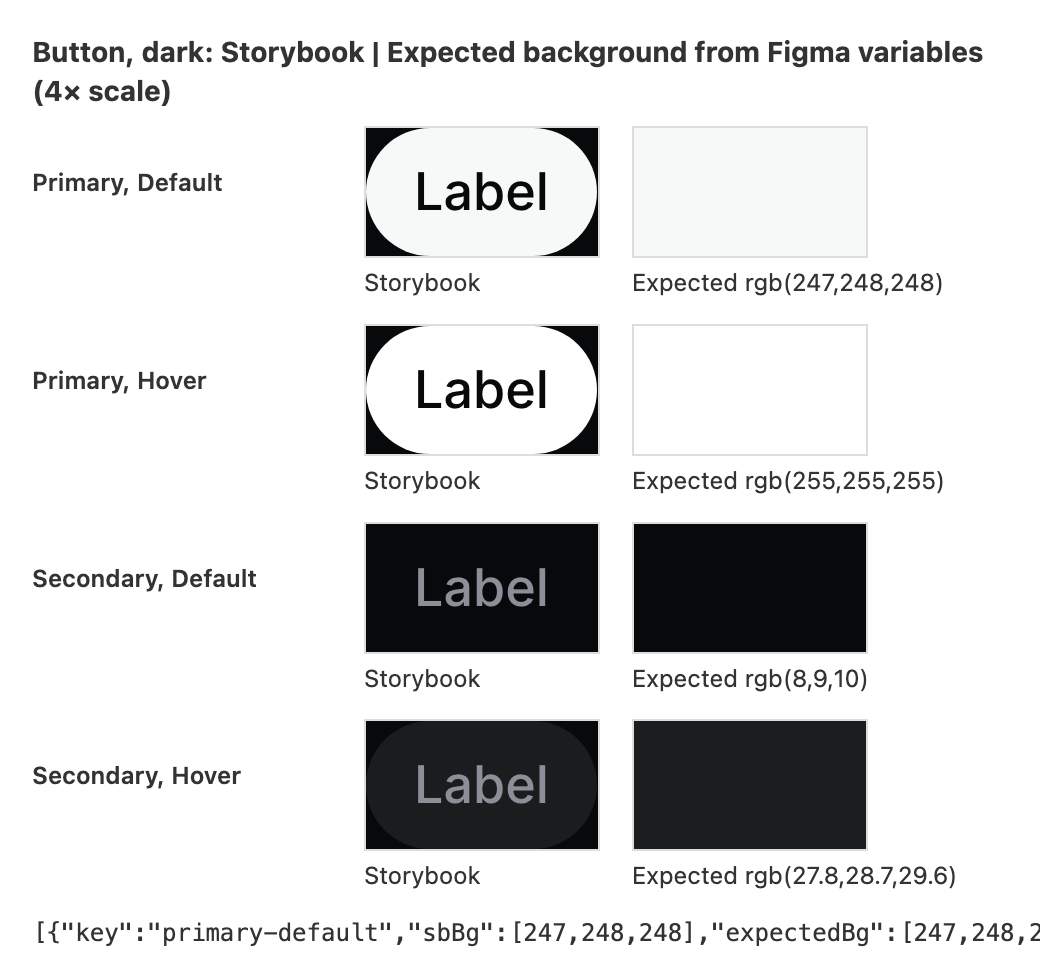 Button, dark: Storybook | Expected background from Figma variables
(4× scale)
Primary, Default
Label
Storybook
Expected rgb(247,248,248)
Primary, Hover
Label
Storybook
Expected rgb(255,255,255)
Secondary, Default
Label
Storybook
Expected rgb(8,9,10)
Secondary, Hover
Label
Storybook
Expected rgb(27.8,28.7,29.6)
[{"key":"primary-default","sbBg":[247,248,248],"expectedBg":[247,248,2